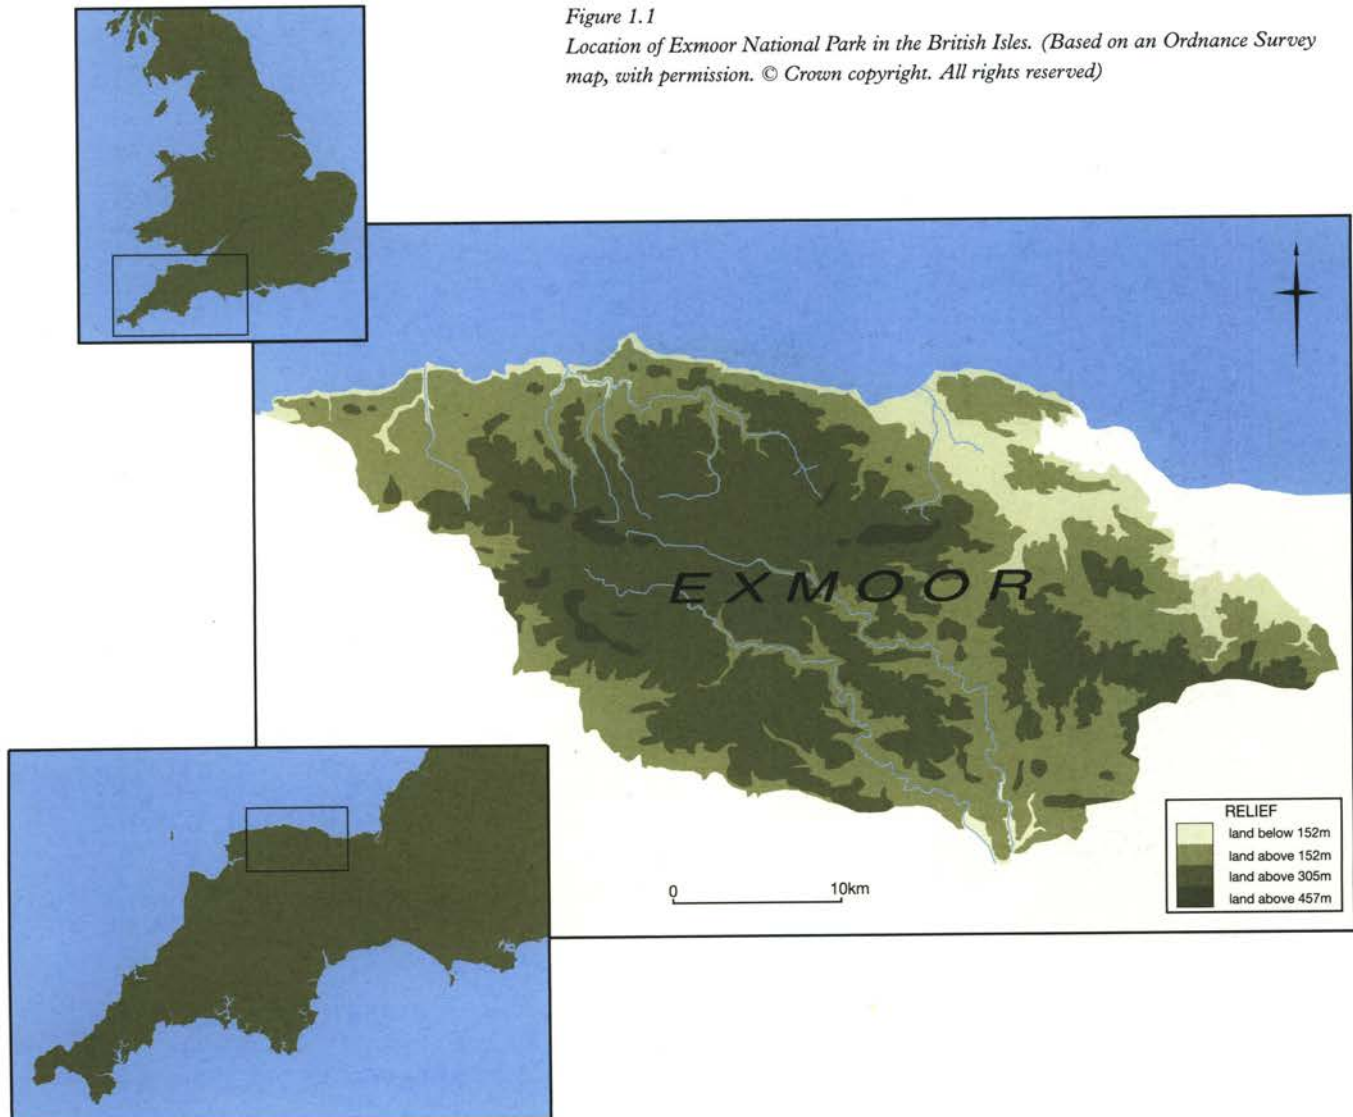 Figure 1.1
Location of Exmoor National Park in the British Isles. (Based on an Ordnance Survey
map, with permission. © Crown copyright. All rights reserved)
EXMOOR
RELIEF
land below 152m
land above 152m
land above 305m
land above 457m
0 10km